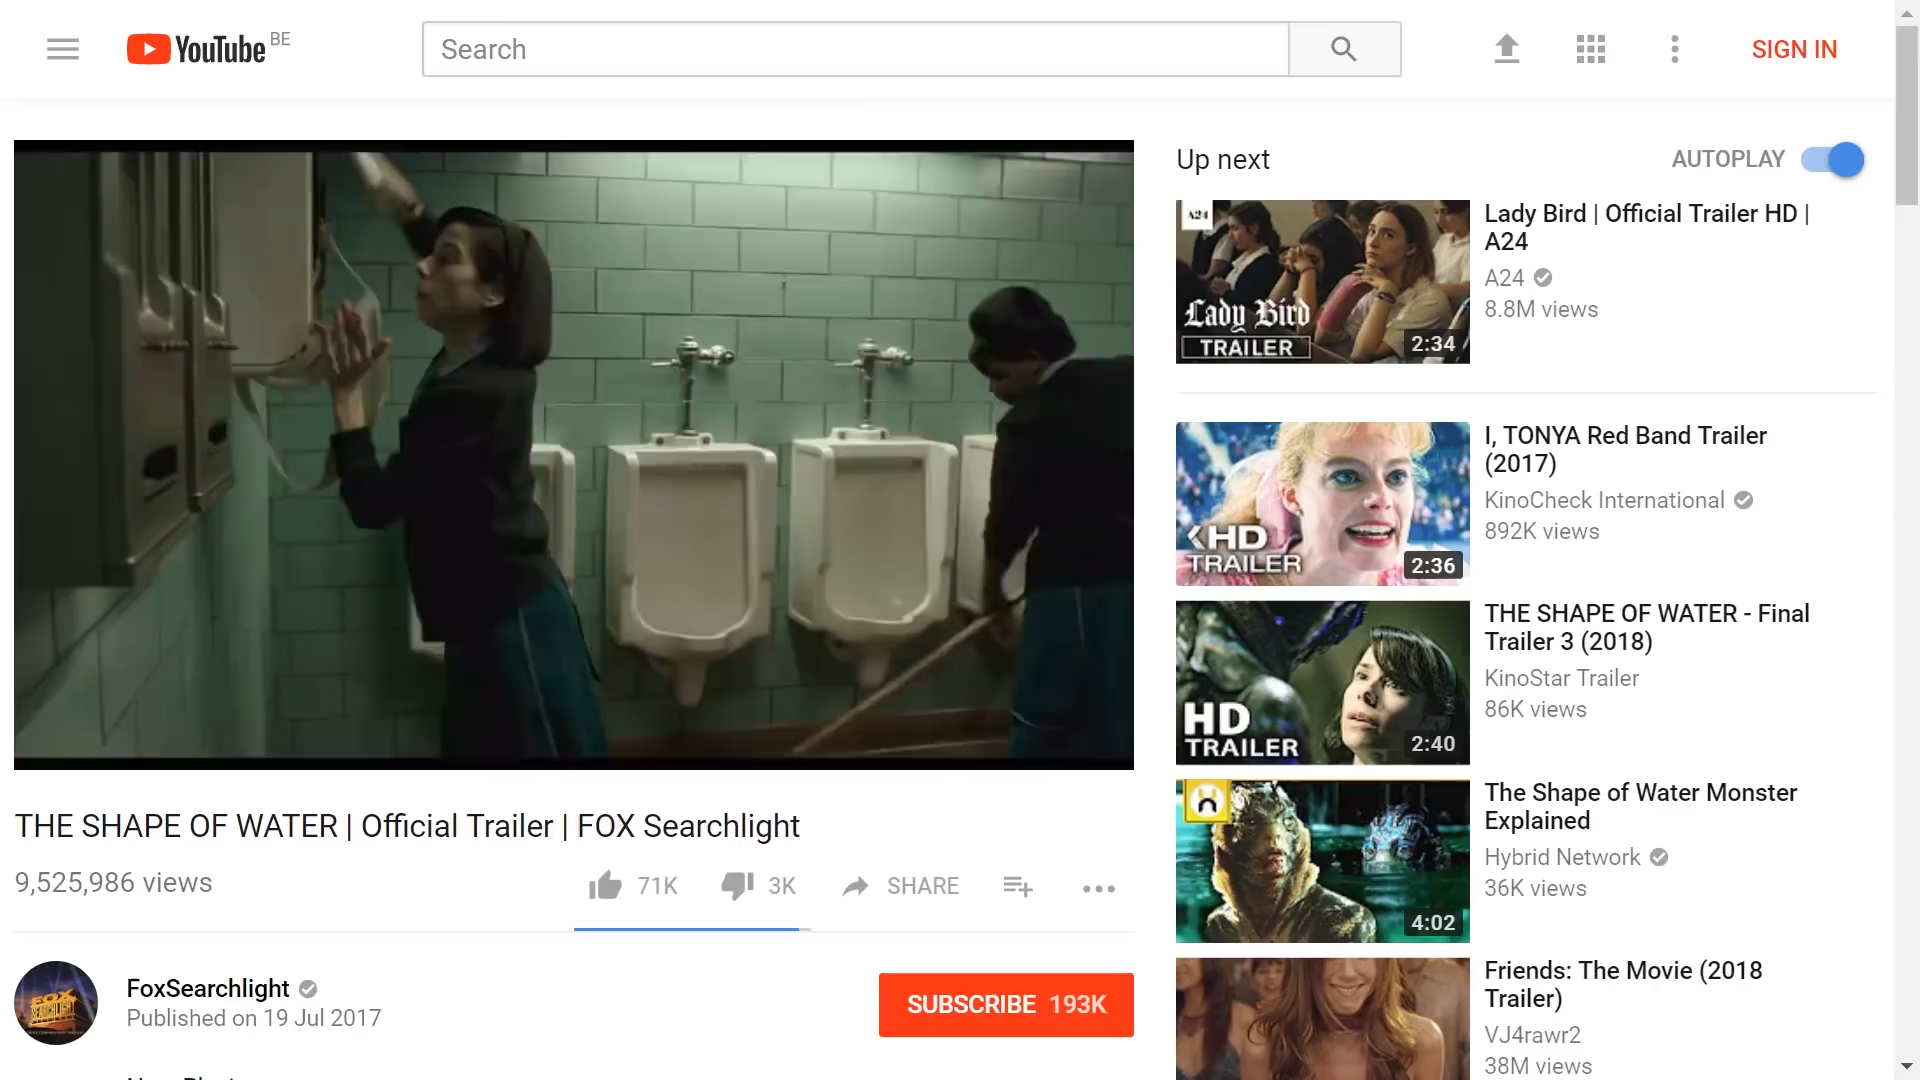 YouTube BE
Search
SIGN IN
Up next
AUTOPLAY
A24
Lady Bird
TRAILER
2:34
Lady Bird | Official Trailer HD |
A24
A24
8.8M views
HD
TRAILER
2:36
I, TONYA Red Band Trailer
(2017)
KinoCheck International
892K views
HD
TRAILER
2:40
THE SHAPE OF WATER - Final
Trailer 3 (2018)
KinoStar Trailer
86K views
4:02
The Shape of Water Monster
Explained
Hybrid Network
36K views
Friends: The Movie (2018
Trailer)
VJ4rawr2
38M views
THE SHAPE OF WATER | Official Trailer | FOX Searchlight
9,525,986 views
71K
3K
SHARE
FOX
SEARCHLIGHT
FoxSearchlight
Published on 19 Jul 2017
SUBSCRIBE 193K